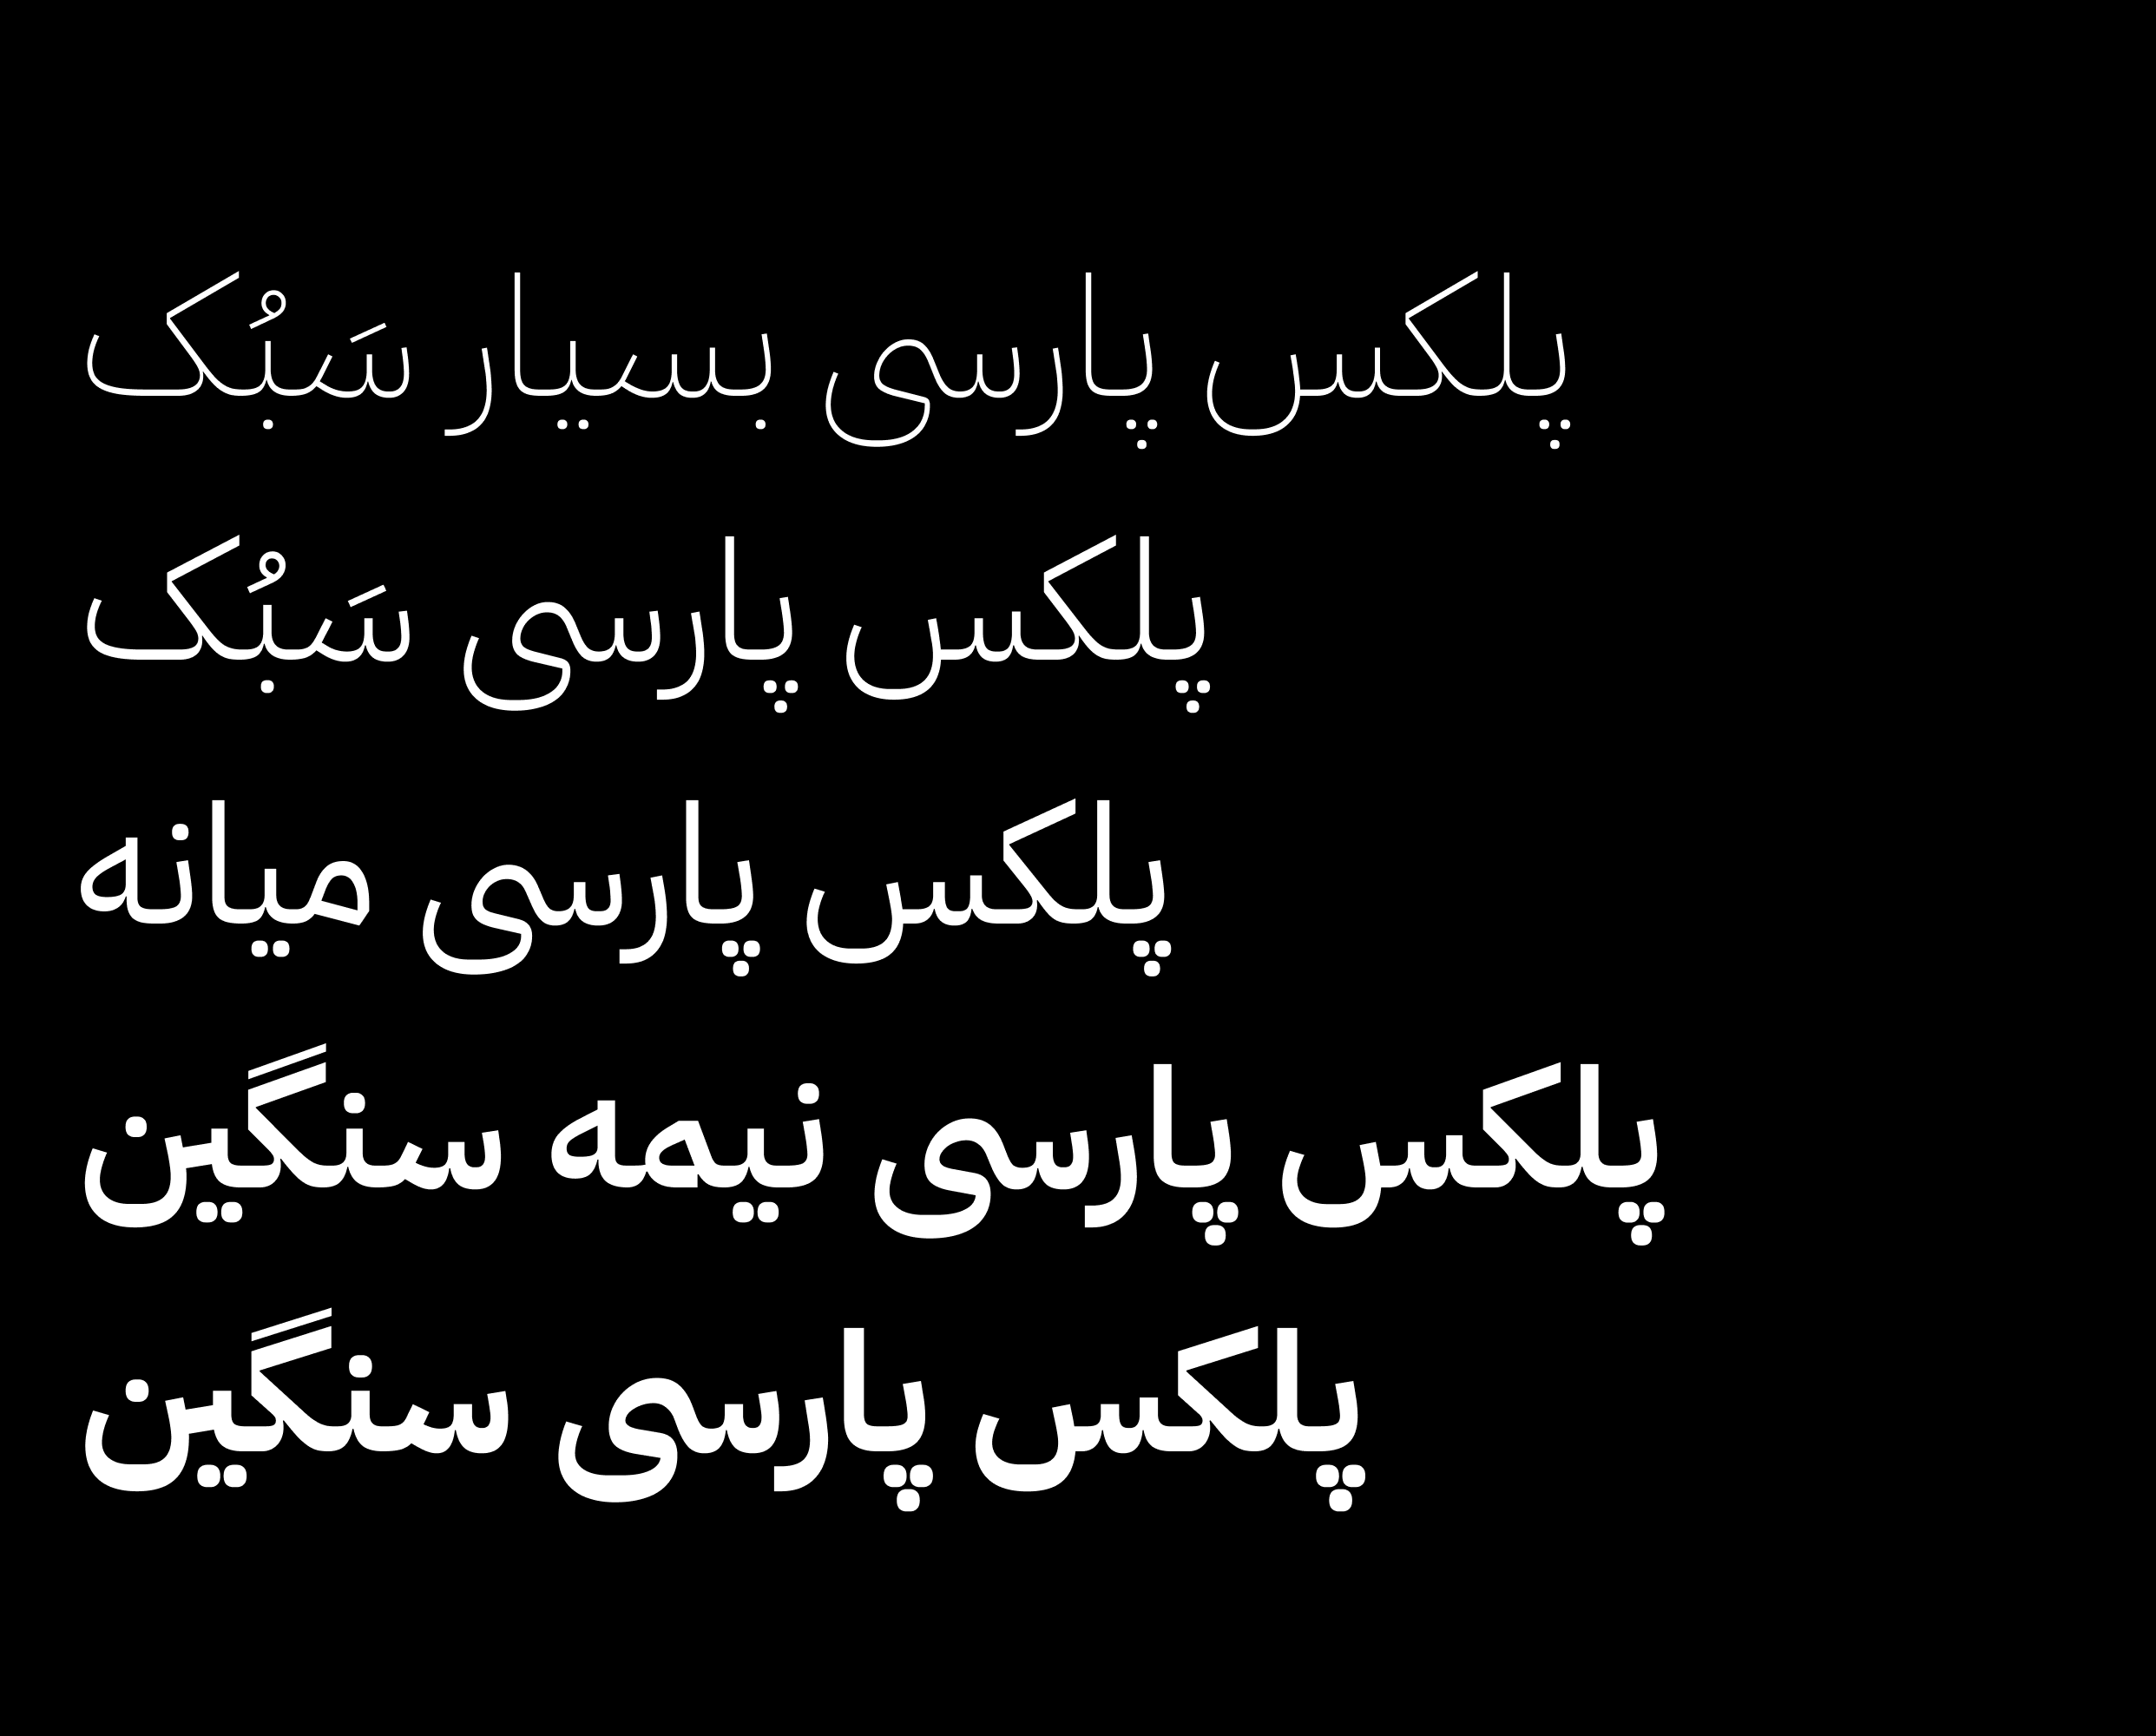 پلکس پارسی بسیار سَبُک
پلکس پارسی سَبُک
پلکس پارسی میانه
پلکس پارسی نیمه سنگین
پلکس پارسی سنگین